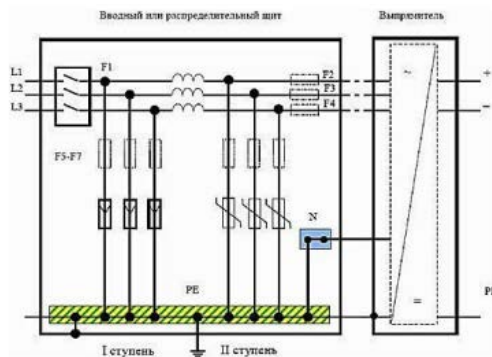 Вводный или распределительный щит
Выпрямитель
L1
F1
F2
L2
F3
L3
F4
~
+
−
F5-F7
N
PE
=
I ступень
II ступень